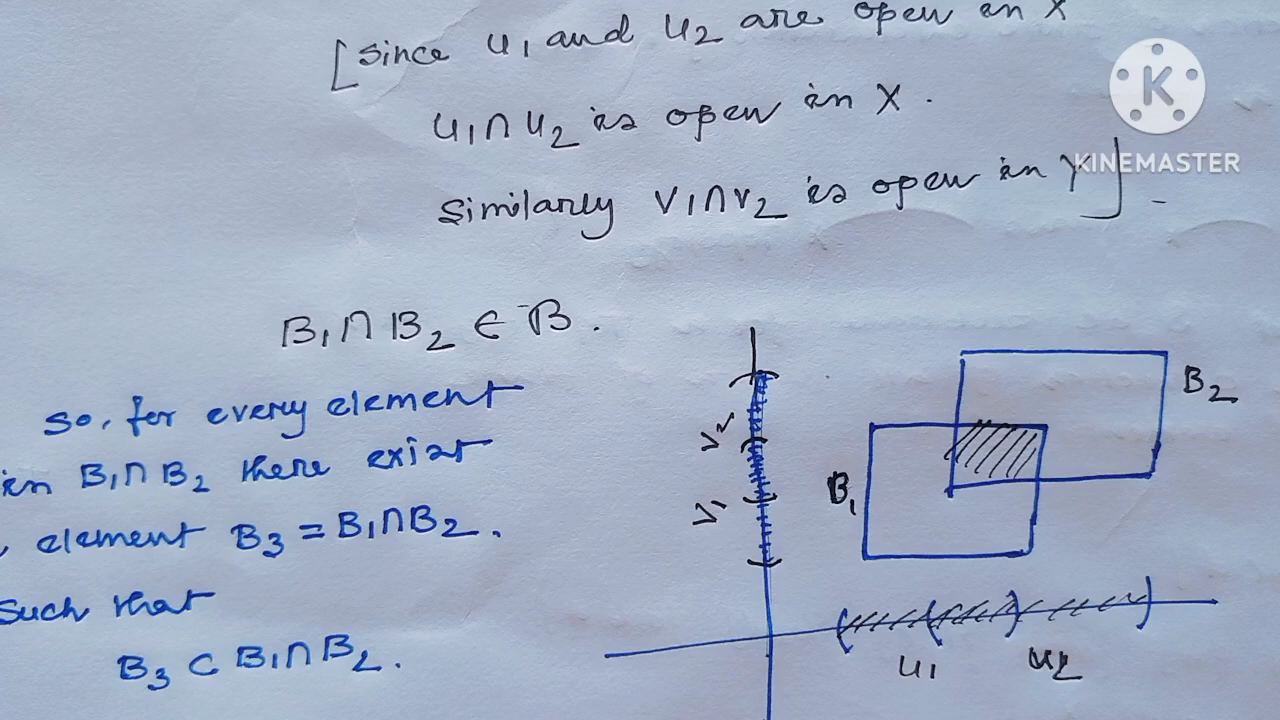 [since u₁ and u₂ are open in X
u₁∩u₂ is open in X.
similarly v₁∩v₂ is open in Y].
KINEMASTER
B₁∩B₂ ∈ B.
so, for every element
in B₁∩B₂ there exist
element B₃ = B₁∩B₂.
such that
B₃ ⊂ B₁∩B₂.
B₂
v₂
B₁
v₁
u₁ u₂